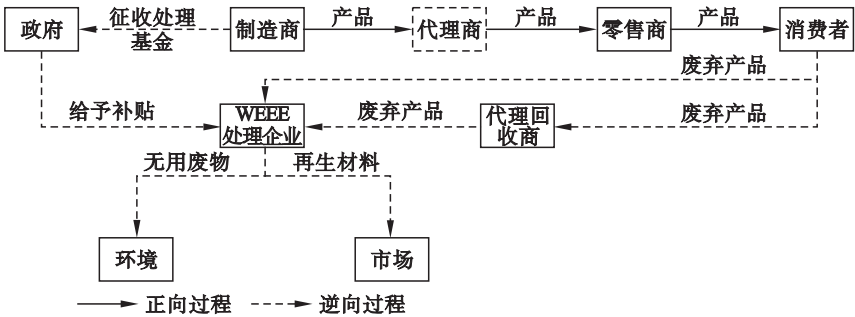 政府
征收处理
基金
制造商
产品
代理商
产品
零售商
产品
消费者
废弃产品
给予补贴
WEEE
处理企业
废弃产品
代理回
收商
废弃产品
无用废物
再生材料
环境
市场
正向过程
逆向过程